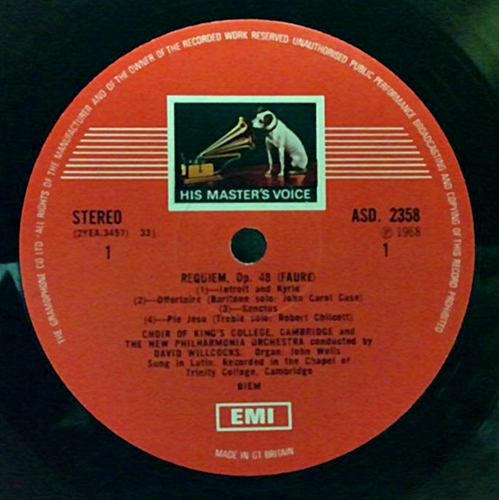 THE GRAMOPHONE CO LTD · ALL RIGHTS OF THE MANUFACTURER AND OF THE OWNER OF THE RECORDED WORK RESERVED · UNAUTHORISED PUBLIC PERFORMANCE BROADCASTING AND COPYING OF THIS RECORD PROHIBITED
HIS MASTER'S VOICE
STEREO
ASD. 2358
(2YEA.3457) 33⅓
℗ 1968
1
1
REQUIEM, Op. 48 (FAURE)
(1)—Introit and Kyrie
(2)—Offertoire (Baritone solo: John Carol Case)
(3)—Sanctus
(4)—Pie Jesu (Treble solo: Robert Chilcott)
CHOIR OF KING'S COLLEGE, CAMBRIDGE and
THE NEW PHILHARMONIA ORCHESTRA conducted by
DAVID WILLCOCKS. Organ: John Wells
Sung in Latin. Recorded in the Chapel of
Trinity College, Cambridge
BIEM
EMI
MADE IN GT BRITAIN